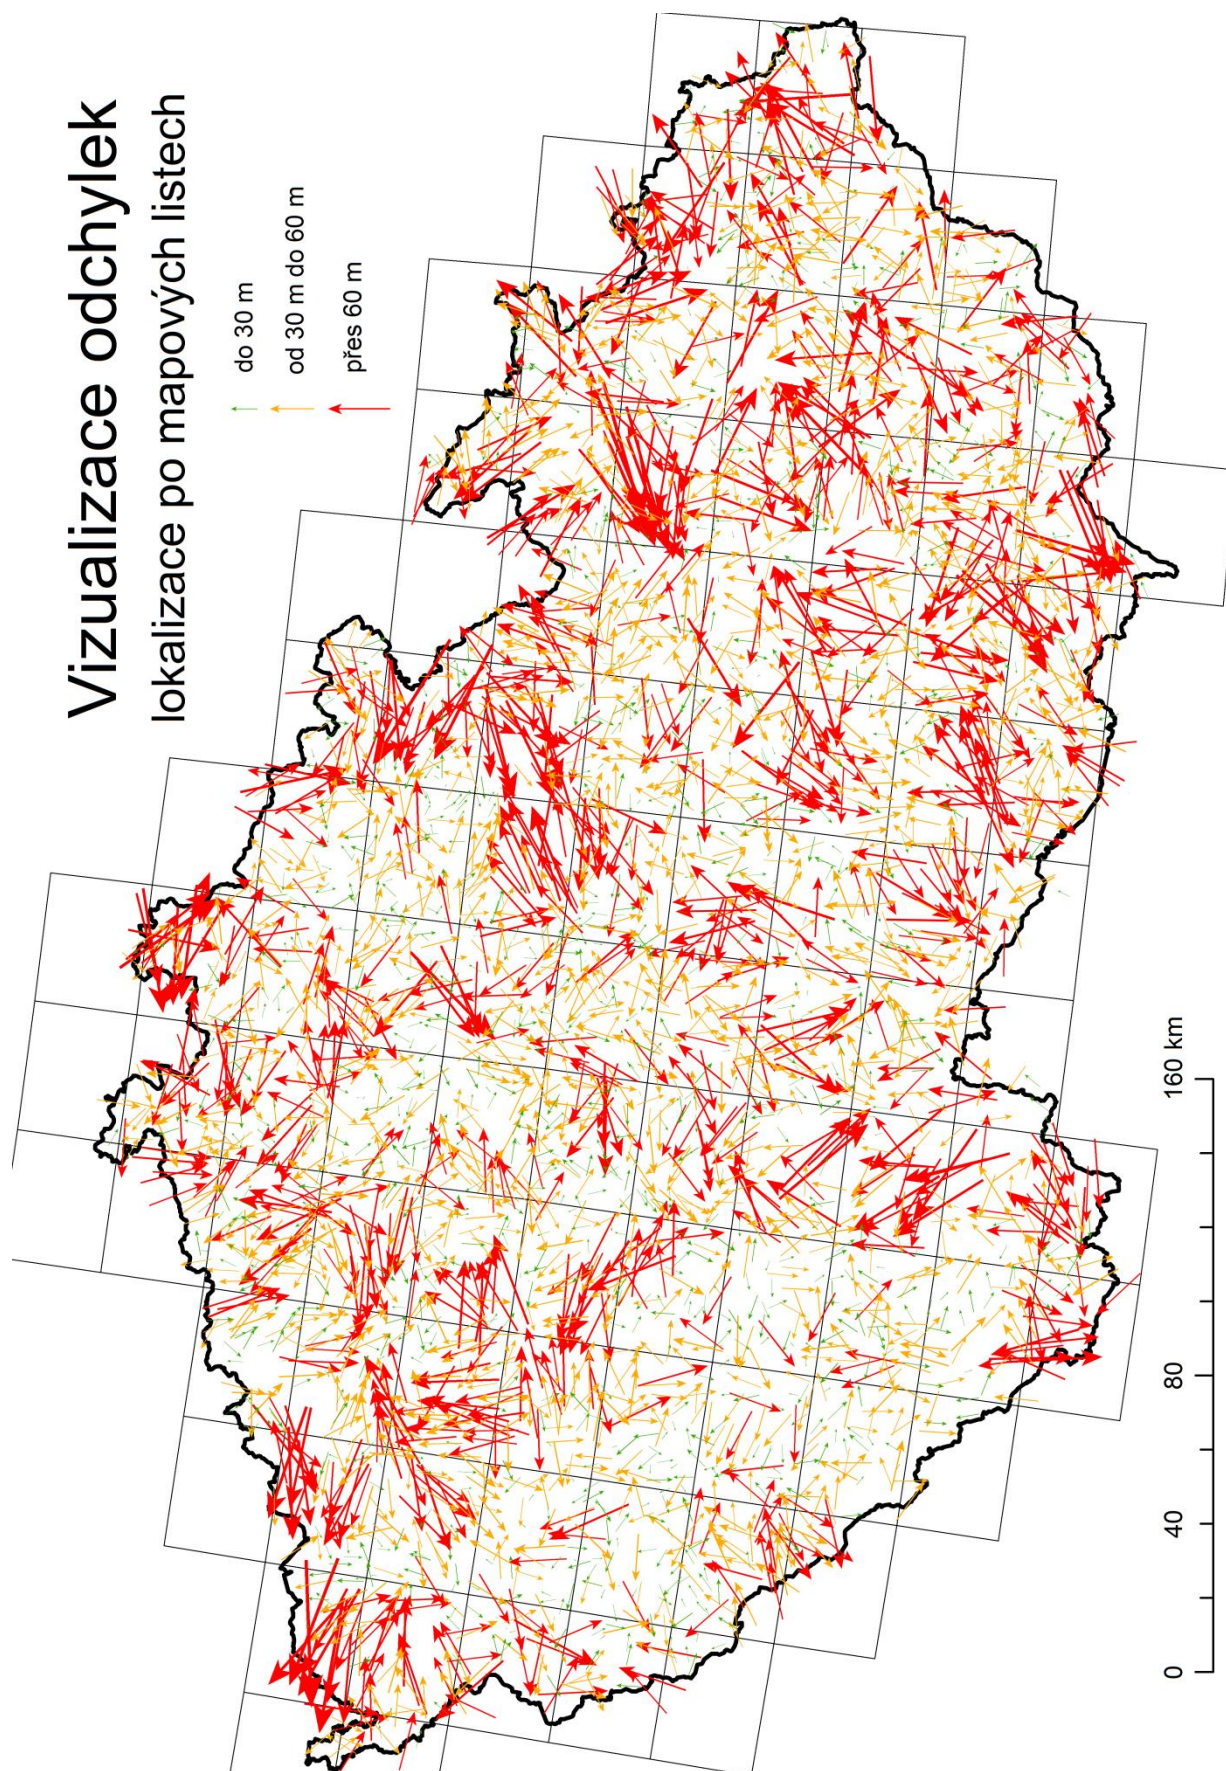 Vizualizace odchylek
lokalizace po mapových listech
do 30 m
od 30 m do 60 m
přes 60 m
0 40 80 160 km